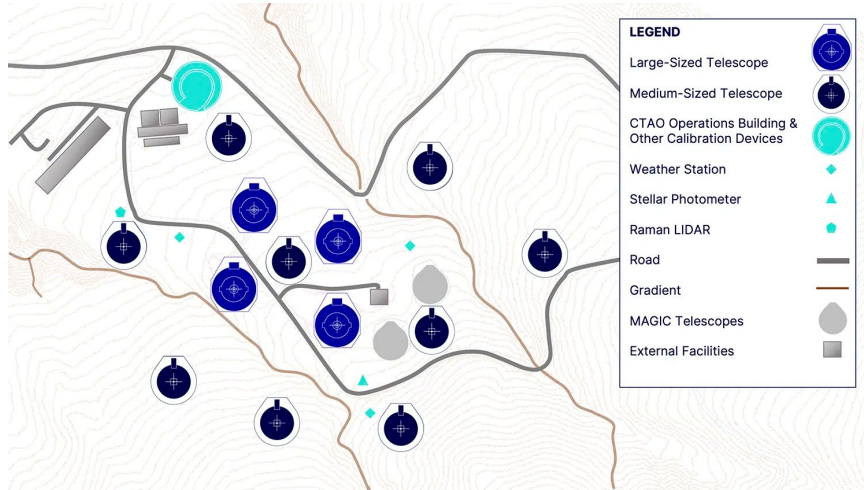 LEGEND
Large-Sized Telescope
Medium-Sized Telescope
CTAO Operations Building &
Other Calibration Devices
Weather Station
Stellar Photometer
Raman LIDAR
Road
Gradient
MAGIC Telescopes
External Facilities